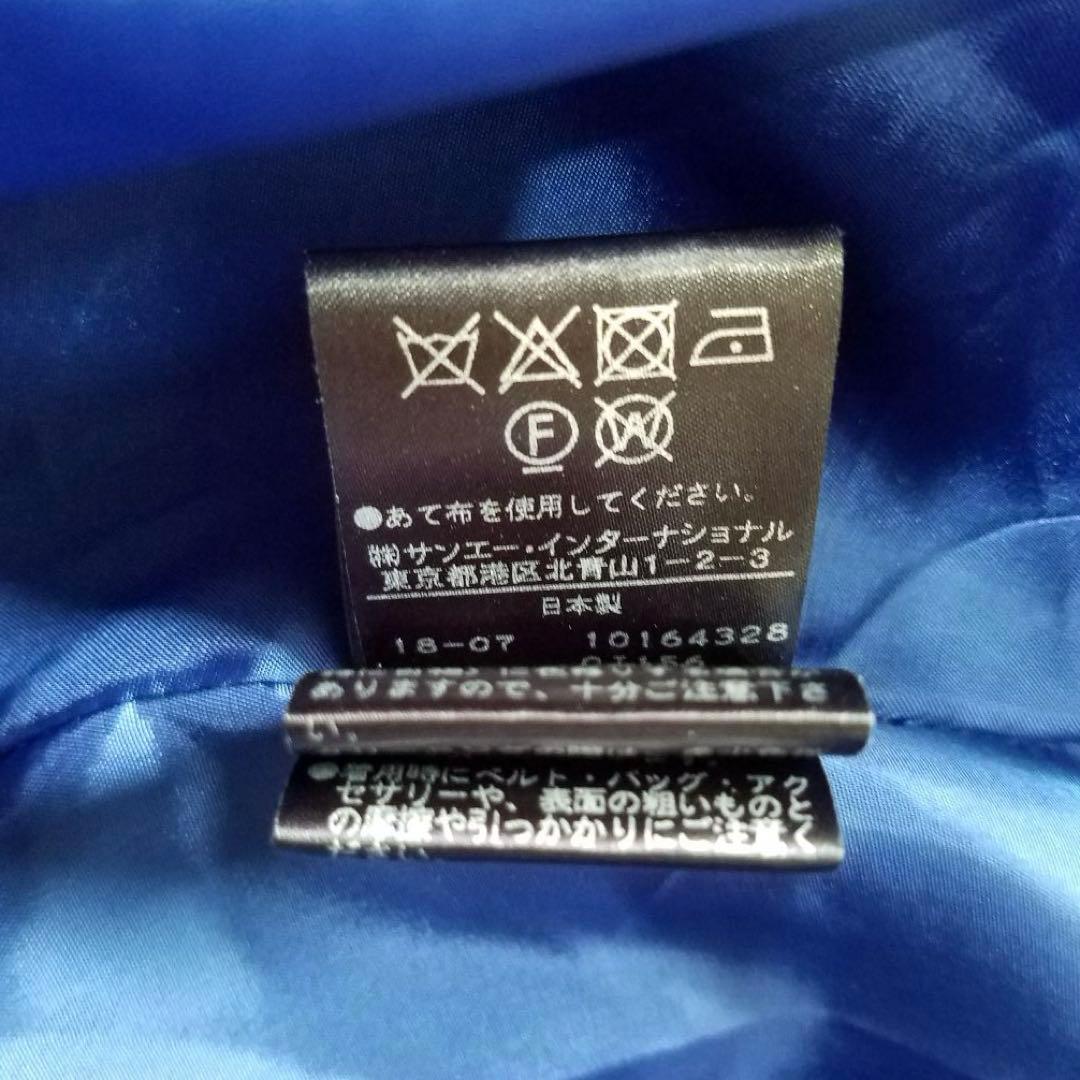 F
W
●あて布を使用してください。
㈱サンエー・インターナショナル
東京都港区北青山1-2-3
日本製
18-07 10164328
ありますので、十分ご注意下さ
い。
●着用時にベルト・バッグ・アク
セサリーや、表面の粗いものと
の摩擦や引っかかりにご注意く